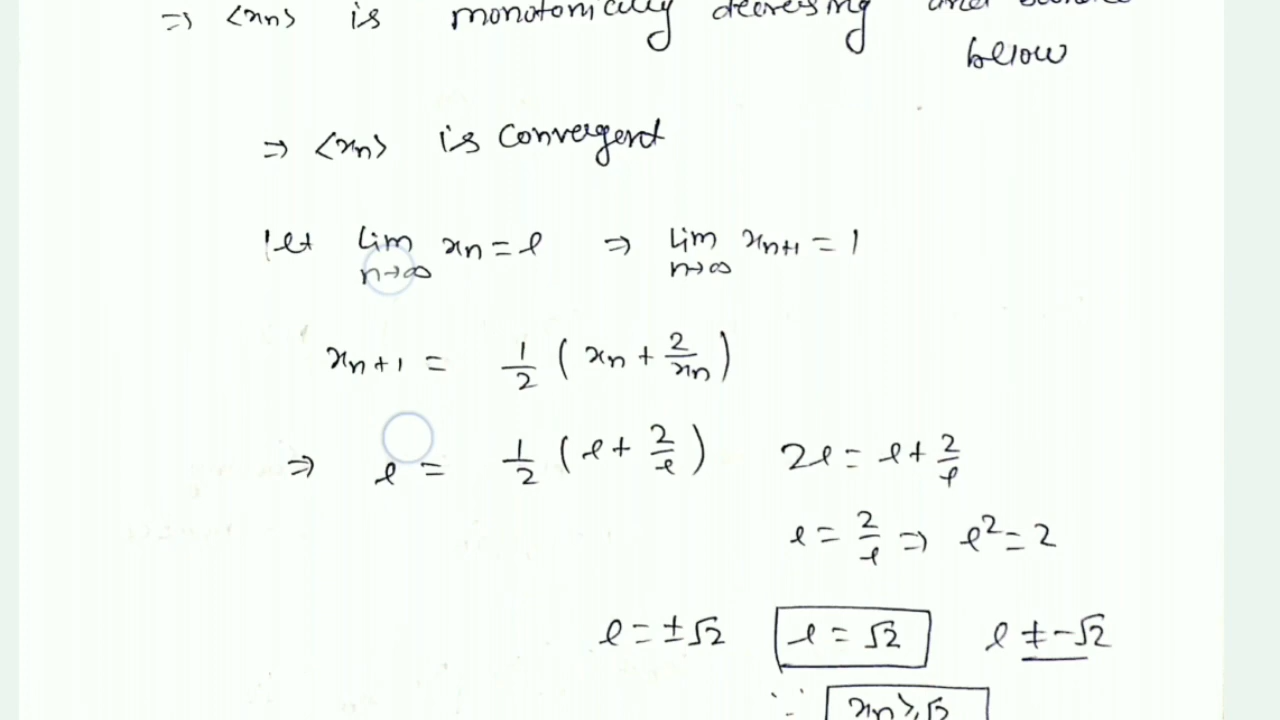 ⇒ <xn> is monotonically decreasing and
below
⇒ <xn> is convergent
let lim n→∞ xn = l ⇒ lim n→∞ xn+1 = l
xn+1 = 1/2 ( xn + 2/xn )
⇒ l = 1/2 ( l + 2/l ) 2l = l + 2/l
l = 2/l ⇒ l² = 2
l = ±√2 l = √2 l ≠ -√2
∵ xn ≥ √2